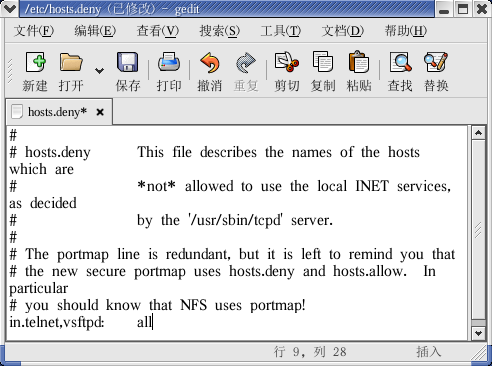 /etc/hosts.deny (已修改) - gedit
文件(F) 编辑(E) 查看(V) 搜索(S) 工具(T) 文档(D) 帮助(H)
新建 打开 保存 打印 撤消 重复 剪切 复制 粘贴 查找 替换
hosts.deny*
#
# hosts.deny This file describes the names of the hosts
which are
# *not* allowed to use the local INET services,
as decided
# by the '/usr/sbin/tcpd' server.
#
# The portmap line is redundant, but it is left to remind you that
# the new secure portmap uses hosts.deny and hosts.allow. In
particular
# you should know that NFS uses portmap!
in.telnet,vsftpd: all
行 9, 列 28 插入